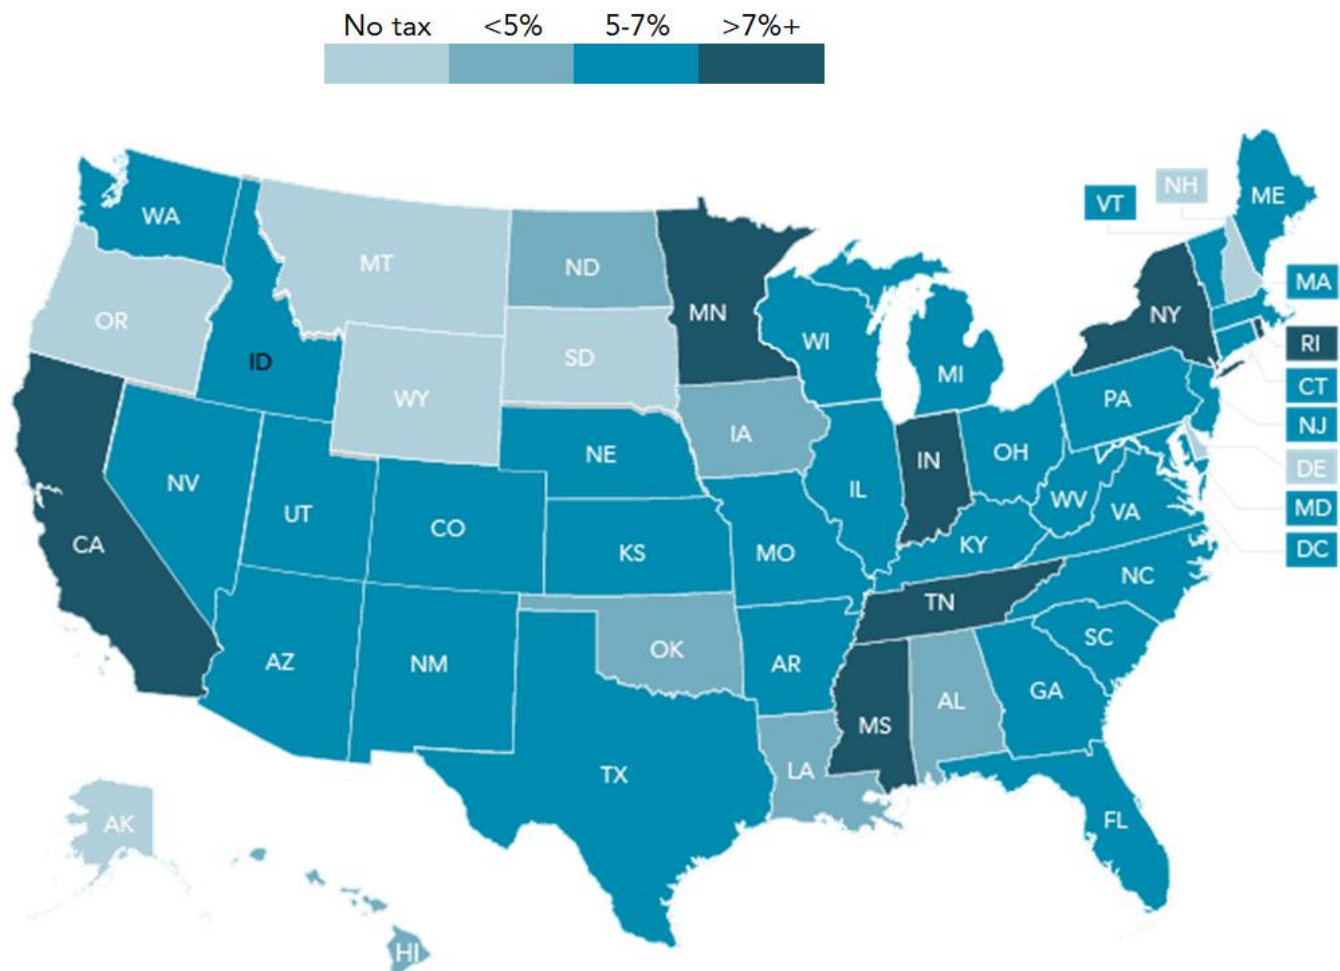 No tax <5% 5-7% >7%+
ME
NH
VT
WA
MT
ND
MA
MN
NY
OR
WI
RI
SD
ID
MI
CT
WY
PA
NJ
IA
NE
OH
IN
DE
NV
IL
WV
MD
UT
VA
CO
CA
KS
MO
KY
DC
NC
TN
SC
OK
AZ
NM
AR
GA
AL
MS
LA
TX
FL
AK
HI